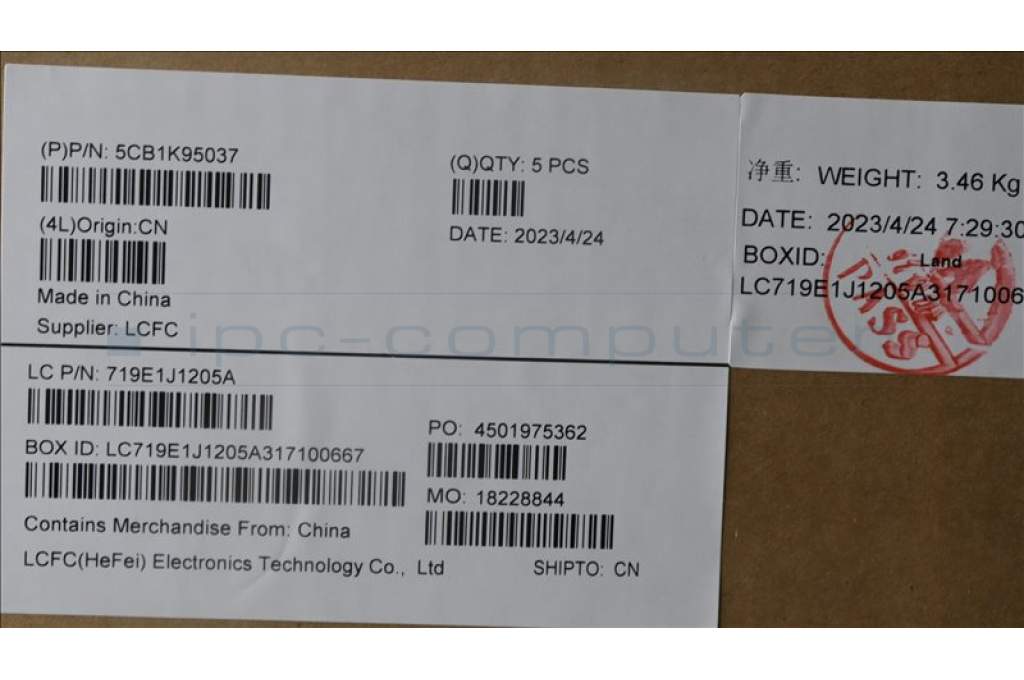 (P)P/N: 5CB1K95037
(Q)QTY: 5 PCS
(4L)Origin:CN
DATE: 2023/4/24
Made in China
Supplier: LCFC
净重: WEIGHT: 3.46 Kg
DATE: 2023/4/24 7:29:30
BOXID:
Land
LC719E1J1205A3171006
PASS
ipc-computer
LC P/N: 719E1J1205A
PO: 4501975362
BOX ID: LC719E1J1205A317100667
MO: 18228844
Contains Merchandise From: China
LCFC(HeFei) Electronics Technology Co., Ltd
SHIPTO: CN